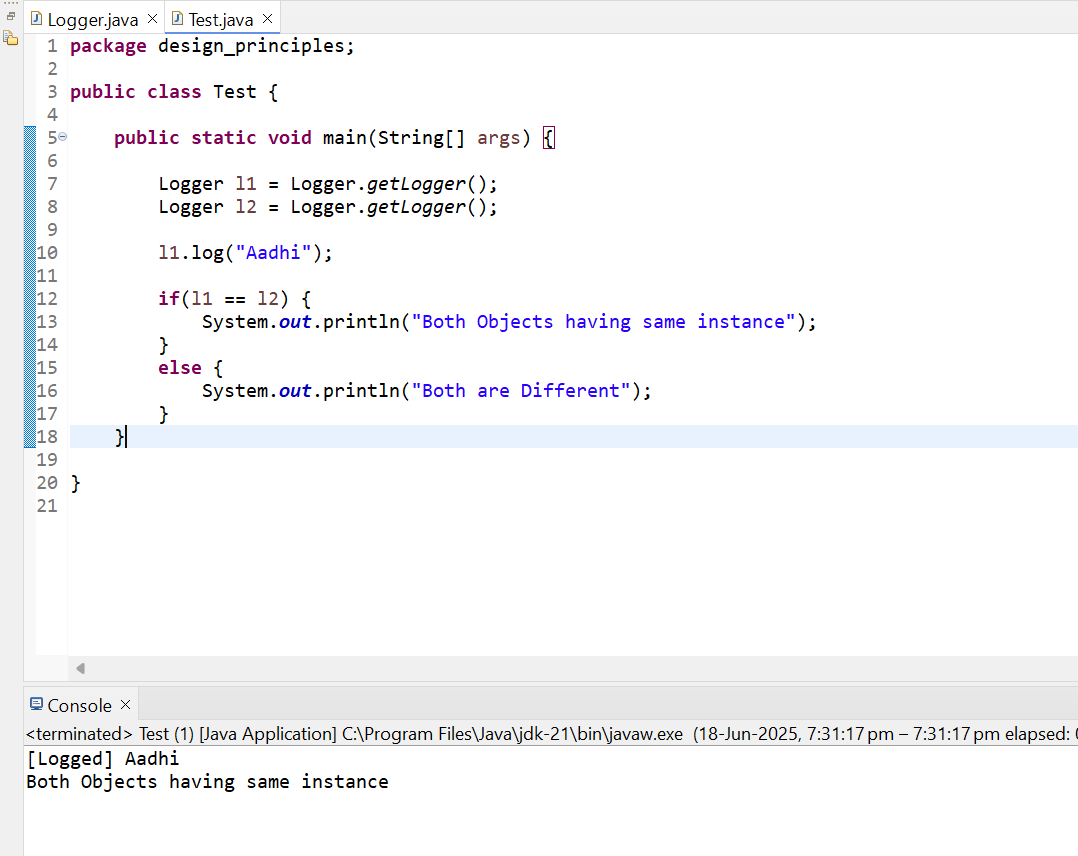 Logger.java Test.java
1 package design_principles;
2
3 public class Test {
4
5 public static void main(String[] args) {
6
7 Logger l1 = Logger.getLogger();
8 Logger l2 = Logger.getLogger();
9
10 l1.log("Aadhi");
11
12 if(l1 == l2) {
13 System.out.println("Both Objects having same instance");
14 }
15 else {
16 System.out.println("Both are Different");
17 }
18 }
19
20 }
21
Console
<terminated> Test (1) [Java Application] C:\Program Files\Java\jdk-21\bin\javaw.exe (18-Jun-2025, 7:31:17 pm – 7:31:17 pm elapsed:
[Logged] Aadhi
Both Objects having same instance